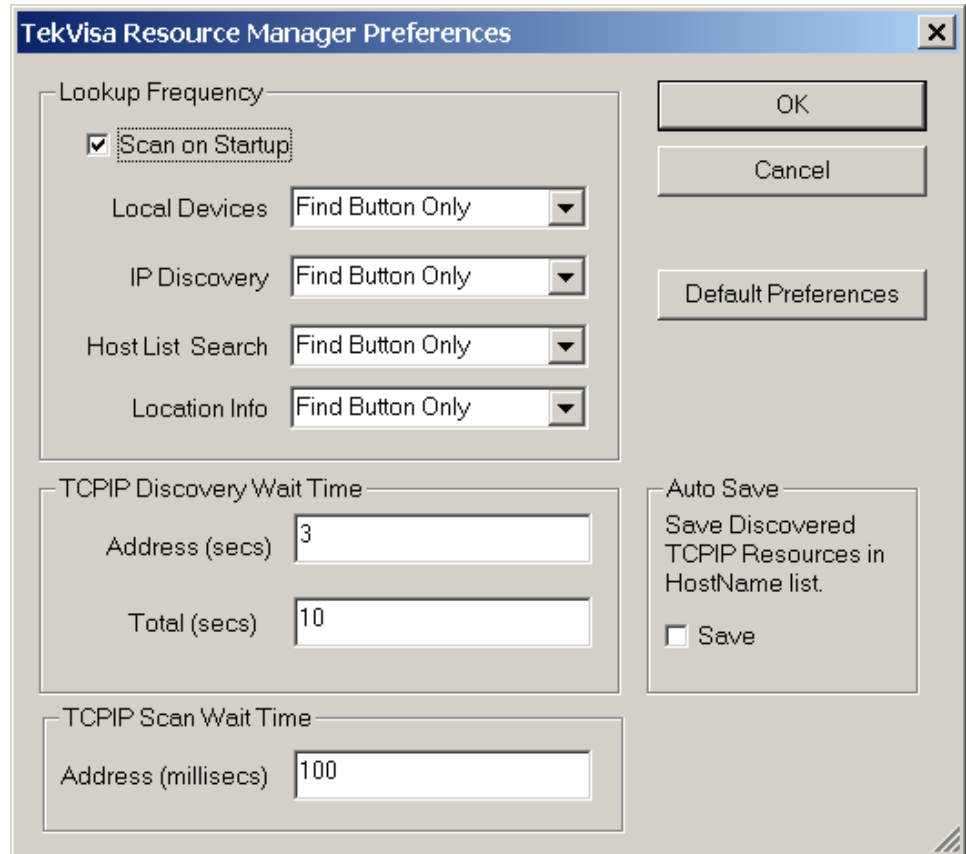 TekVisa Resource Manager Preferences
Lookup Frequency
Scan on Startup
Local Devices Find Button Only
IP Discovery Find Button Only
Host List Search Find Button Only
Location Info Find Button Only
OK
Cancel
Default Preferences
TCPIP Discovery Wait Time
Address (secs) 3
Total (secs) 10
Auto Save
Save Discovered
TCPIP Resources in
HostName list.
Save
TCPIP Scan Wait Time
Address (millisecs) 100